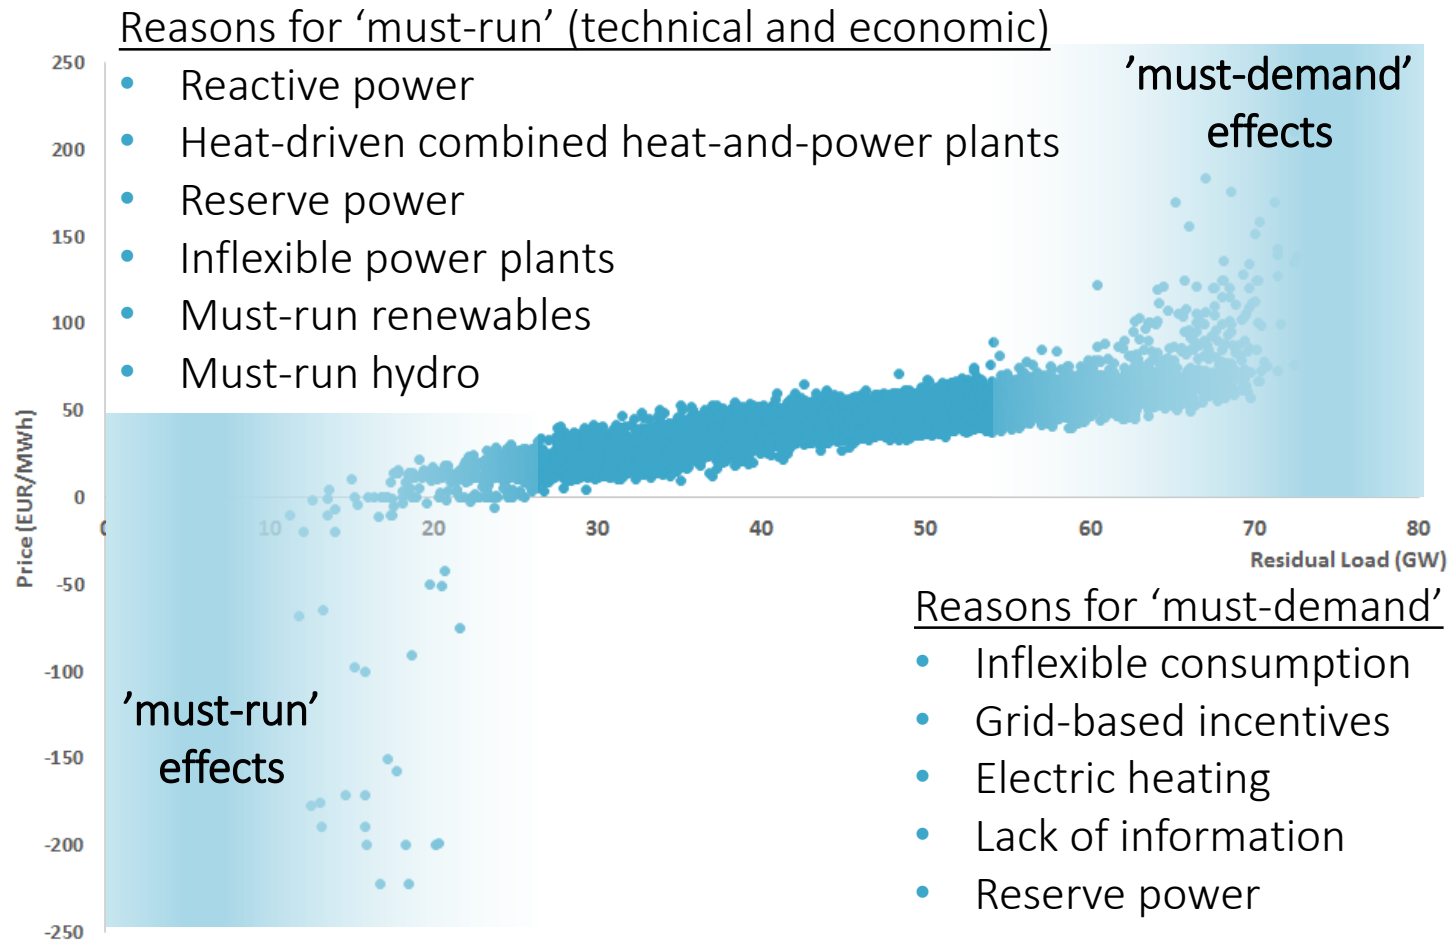 Reasons for ‘must-run’ (technical and economic)
• Reactive power
• Heat-driven combined heat-and-power plants
• Reserve power
• Inflexible power plants
• Must-run renewables
• Must-run hydro
’must-demand’
effects
250
200
150
100
50
0
-50
-100
-150
-200
-250
Price (EUR/MWh)
0 10 20 30 40 50 60 70 80
Residual Load (GW)
’must-run’
effects
Reasons for ‘must-demand’
• Inflexible consumption
• Grid-based incentives
• Electric heating
• Lack of information
• Reserve power